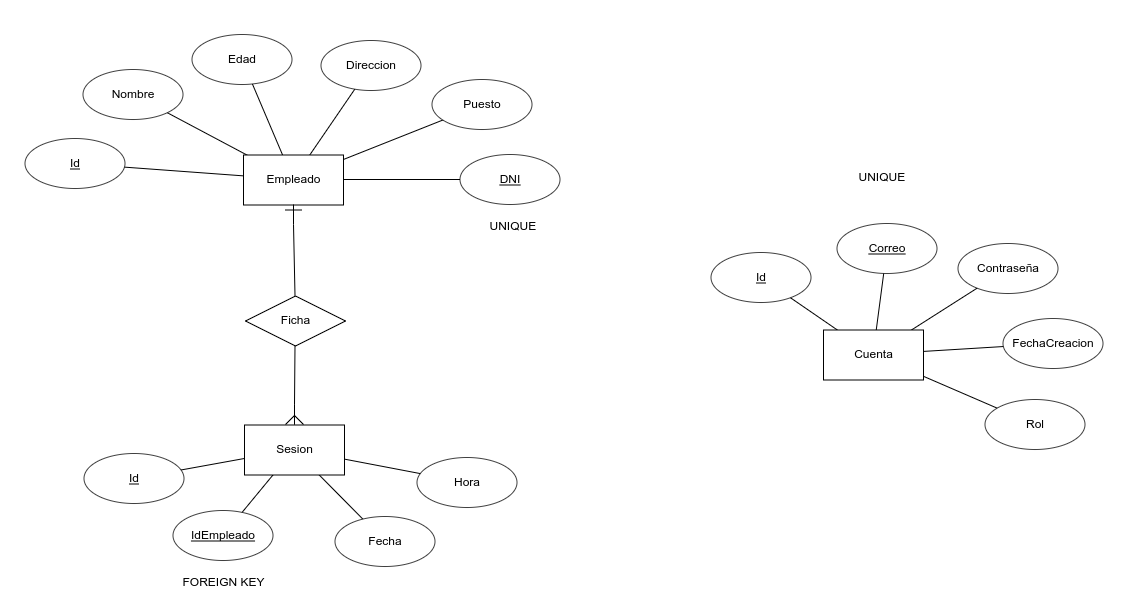 Edad
Direccion
Nombre
Puesto
Id
Empleado
DNI
UNIQUE
Ficha
Sesion
Id
Hora
IdEmpleado
Fecha
FOREIGN KEY
UNIQUE
Correo
Id
Contraseña
FechaCreacion
Cuenta
Rol